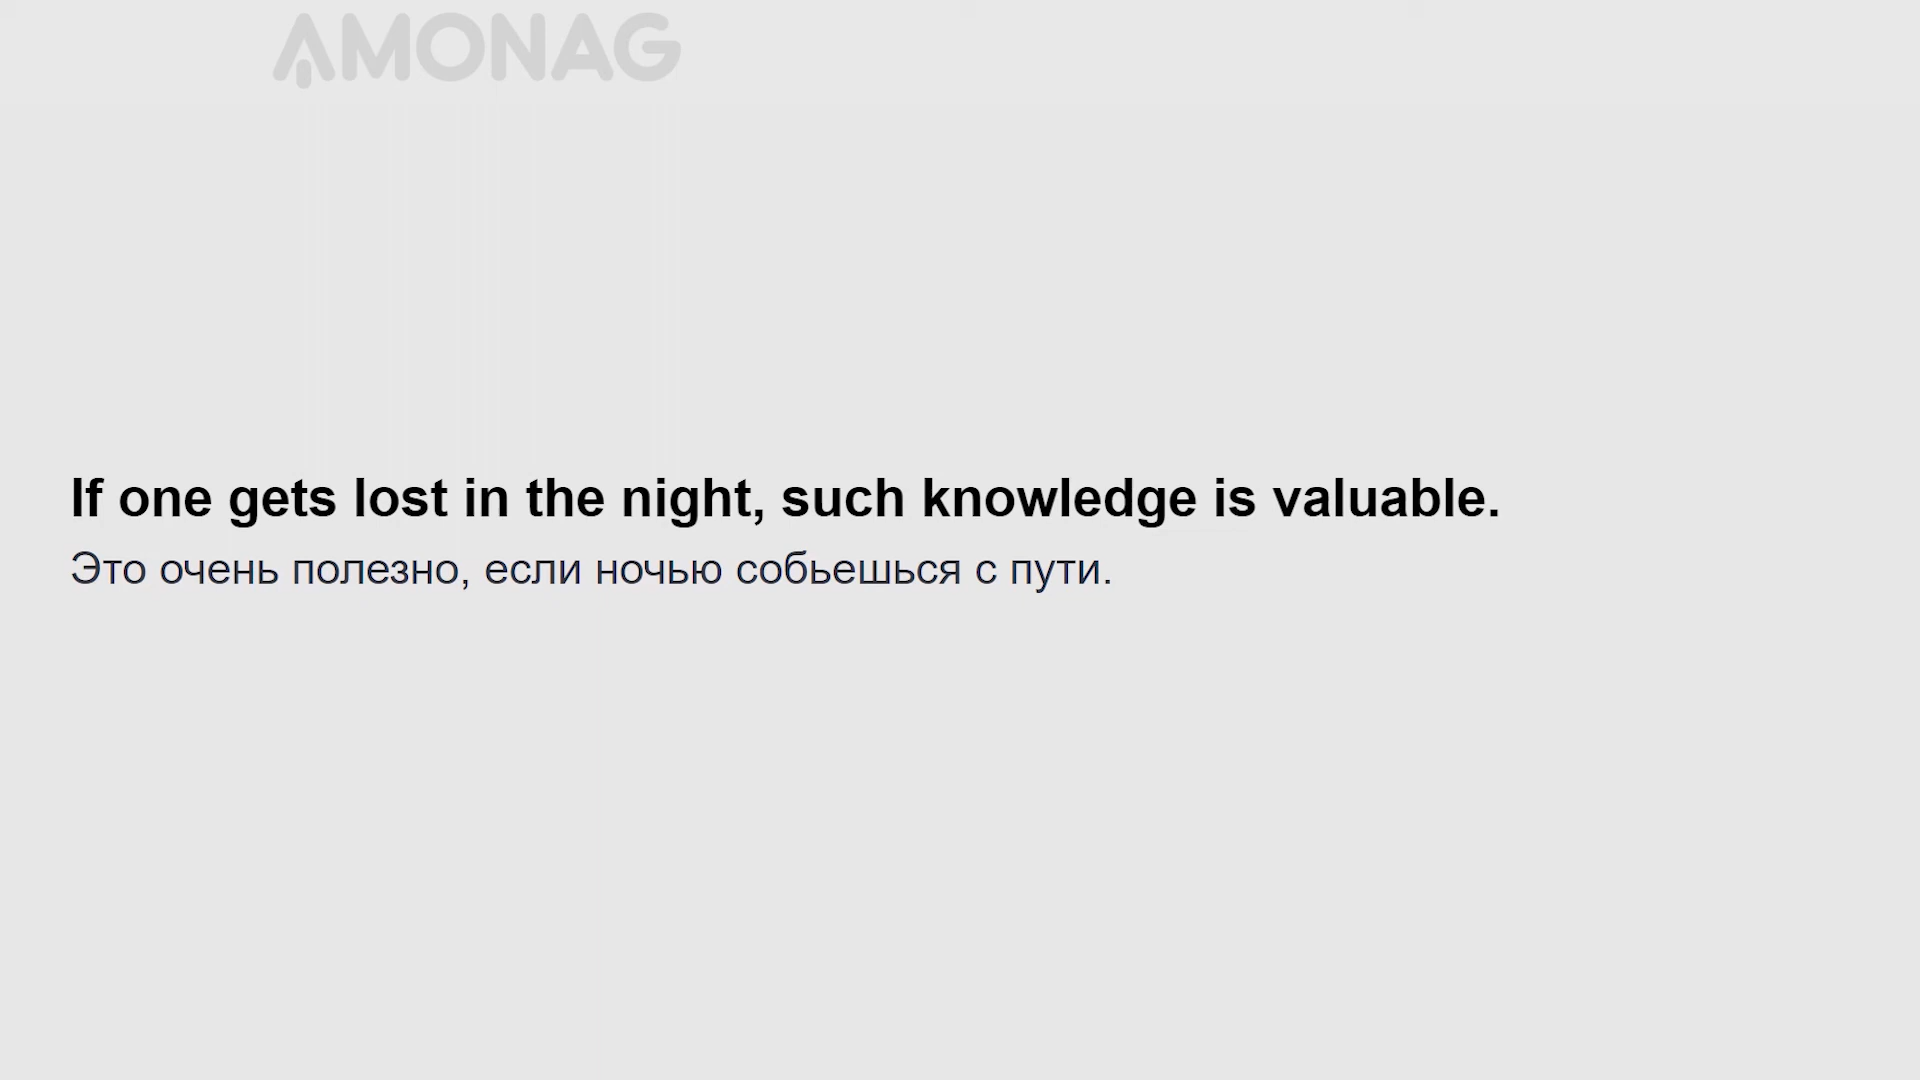 AMONAG
If one gets lost in the night, such knowledge is valuable.
Это очень полезно, если ночью собьешься с пути.